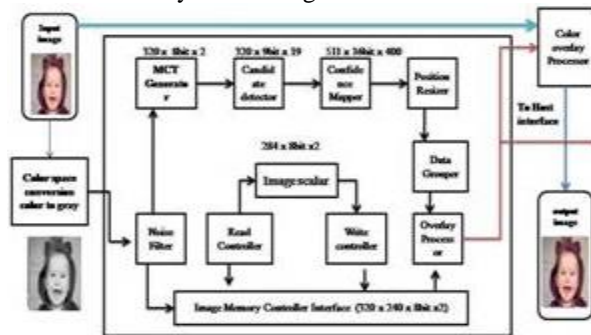 Input
image
Color space
conversion
color to gray
320 x 8bit x 2
MCT
Generato
r
320 x 9bit x 19
Candid
ate
detector
511 x 36bit x 400
Confide
nce
Mapper
Position
Resizer
Data
Grouper
284 x 8bit x2
Image scalar
Noise
Filter
Read
Controller
Write
controller
Overlay
Process
or
Image Memory Controller Interface (320 x 240 x 8bit x2)
Color
overlay
Processor
To Host
interface
output
image